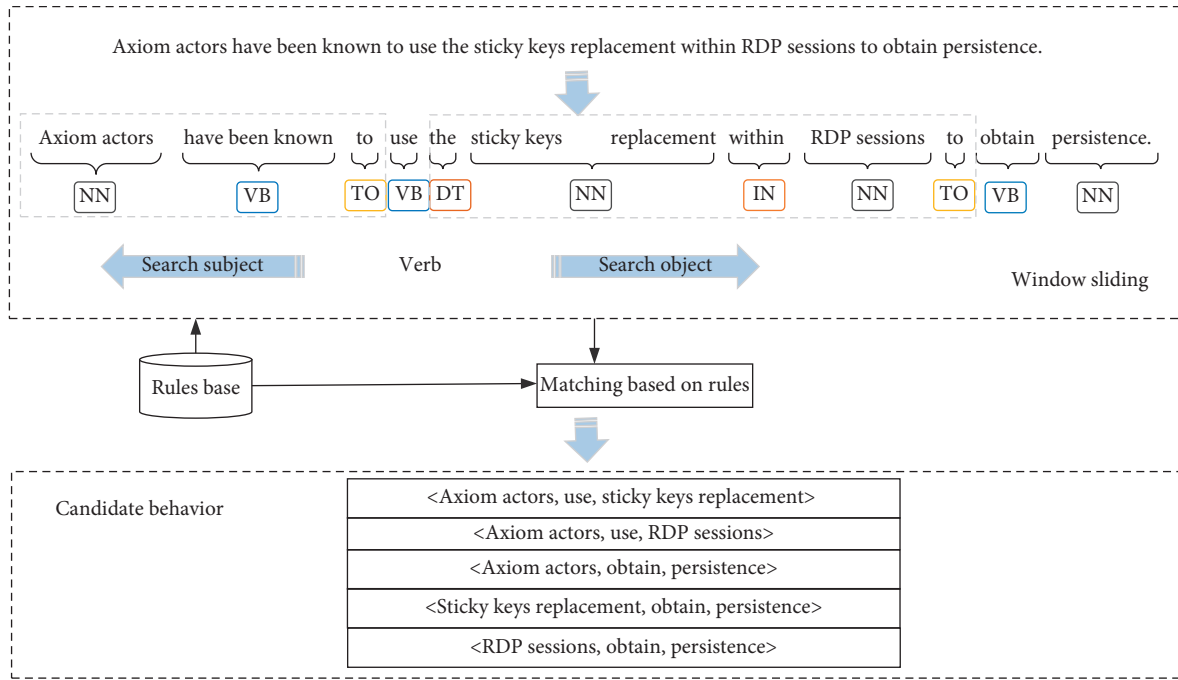 Axiom actors have been known to use the sticky keys replacement within RDP sessions to obtain persistence.
Axiom actors have been known to use the sticky keys replacement within RDP sessions to obtain persistence.
NN VB TO VB DT NN IN NN TO VB NN
Search subject Verb Search object
Window sliding
Rules base
Matching based on rules
Candidate behavior
<Axiom actors, use, sticky keys replacement>
<Axiom actors, use, RDP sessions>
<Axiom actors, obtain, persistence>
<Sticky keys replacement, obtain, persistence>
<RDP sessions, obtain, persistence>